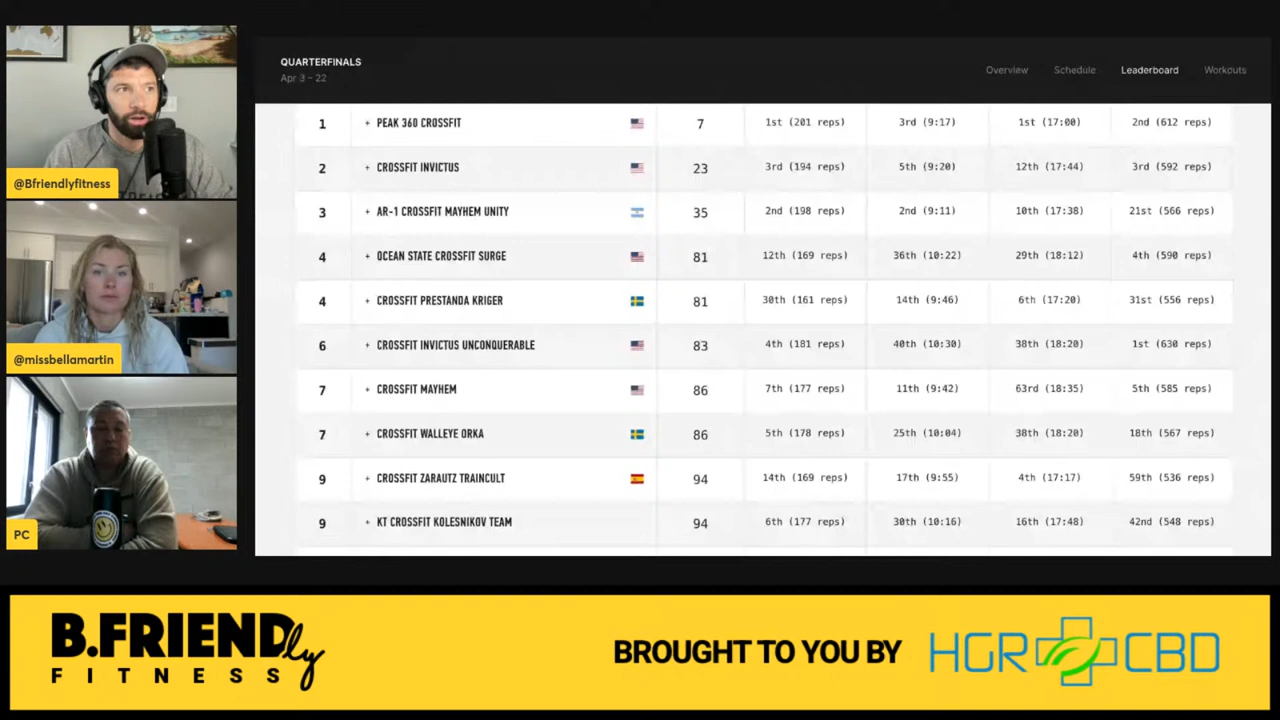 QUARTERFINALS
Apr 3 – 22
Overview Schedule Leaderboard Workouts
1 + PEAK 360 CROSSFIT 7 1st (201 reps) 3rd (9:17) 1st (17:00) 2nd (612 reps)
2 + CROSSFIT INVICTUS 23 3rd (194 reps) 5th (9:20) 12th (17:44) 3rd (592 reps)
3 + AR-1 CROSSFIT MAYHEM UNITY 35 2nd (198 reps) 2nd (9:11) 10th (17:38) 21st (566 reps)
4 + OCEAN STATE CROSSFIT SURGE 81 12th (169 reps) 36th (10:22) 29th (18:12) 4th (590 reps)
4 + CROSSFIT PRESTANDA KRIGER 81 30th (161 reps) 14th (9:46) 6th (17:20) 31st (556 reps)
6 + CROSSFIT INVICTUS UNCONQUERABLE 83 4th (181 reps) 40th (10:30) 38th (18:20) 1st (630 reps)
7 + CROSSFIT MAYHEM 86 7th (177 reps) 11th (9:42) 63rd (18:35) 5th (585 reps)
7 + CROSSFIT WALLEYE ORKA 86 5th (178 reps) 25th (10:04) 38th (18:20) 18th (567 reps)
9 + CROSSFIT ZARAUTZ TRAINCULT 94 14th (169 reps) 17th (9:55) 4th (17:17) 59th (536 reps)
9 + KT CROSSFIT KOLESNIKOV TEAM 94 6th (177 reps) 30th (10:16) 16th (17:48) 42nd (548 reps)
@Bfriendlyfitness
@missbellamartin
PC
B.FRIENDly
FITNESS
BROUGHT TO YOU BY
HGR CBD